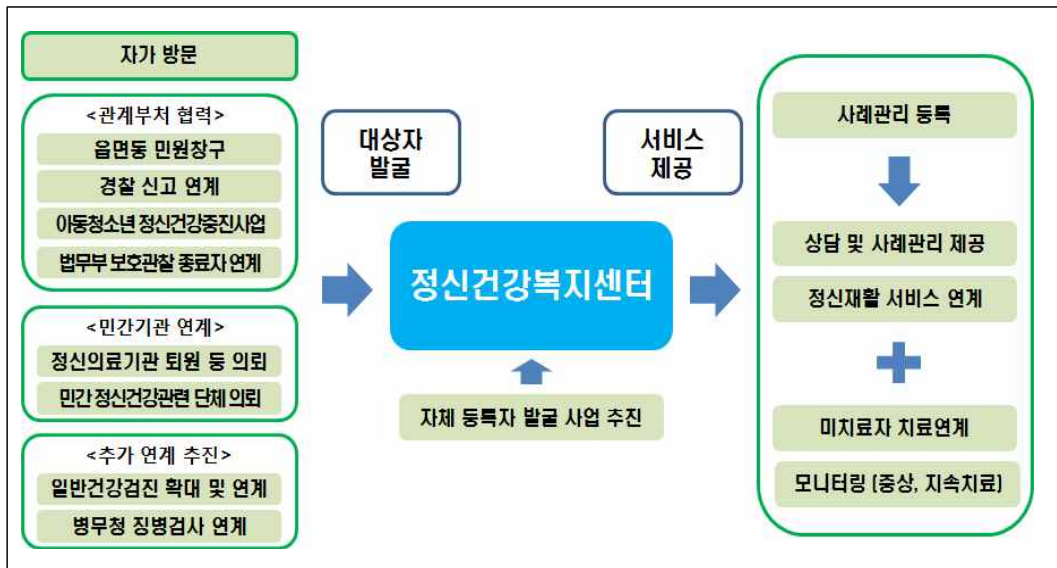 자가 방문
<관계부처 협력>
읍면동 민원창구
경찰 신고 연계
아동청소년 정신건강증진사업
법무부 보호관찰 종료자 연계
<민간기관 연계>
정신의료기관 퇴원 등 의뢰
민간 정신건강관련 단체 의뢰
<추가 연계 추진>
일반건강검진 확대 및 연계
병무청 징병검사 연계
대상자
발굴
서비스
제공
정신건강복지센터
자체 등록자 발굴 사업 추진
사례관리 등록
상담 및 사례관리 제공
정신재활 서비스 연계
미치료자 치료연계
모니터링 (증상, 지속치료)